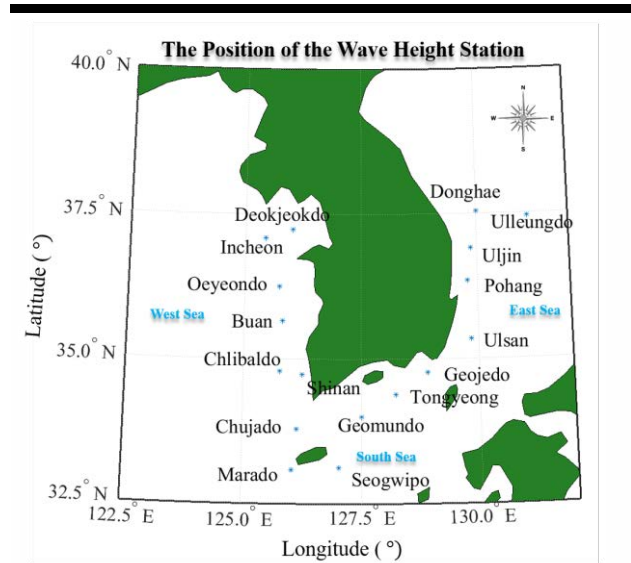 The Position of the Wave Height Station
40.0° N
N
W E
S
Donghae
37.5° N
Deokjeokdo
Ulleungdo
Incheon
Uljin
Oeyeondo
Pohang
West Sea
East Sea
Buan
Ulsan
Latitude (°)
35.0° N
Chlibaldo
Geojedo
Shinan
Tongyeong
Chujado
Geomundo
South Sea
Marado
Seogwipo
32.5° N
122.5° E
125.0° E
127.5° E
130.0° E
Longitude (°)